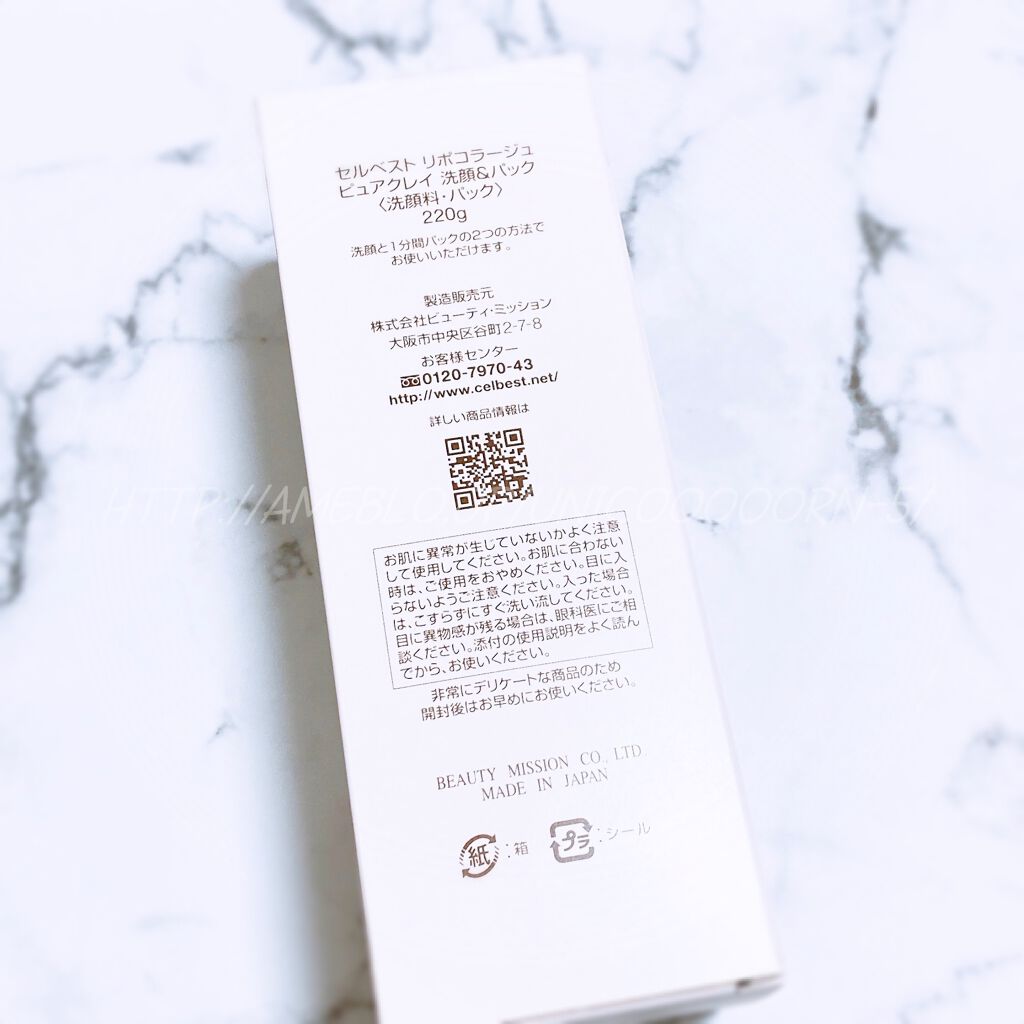 セルベスト リポコラージュ
ピュアクレイ 洗顔&パック
〈洗顔料・パック〉
220g
洗顔と1分間パックの2つの方法で
お使いいただけます。
製造販売元
株式会社ビューティ・ミッション
大阪市中央区谷町2-7-8
お客様センター
0120-7970-43
http://www.celbest.net/
詳しい商品情報は
お肌に異常が生じていないかよく注意
して使用してください。お肌に合わない
時は、ご使用をおやめください。目に入
らないようご注意ください。入った場合
は、こすらずにすぐ洗い流してください。
目に異物感が残る場合は、眼科医にご相
談ください。添付の使用説明をよく読ん
でから、お使いください。
非常にデリケートな商品のため
開封後はお早めにお使いください。
BEAUTY MISSION CO., LTD.
MADE IN JAPAN
紙:箱 プラ:シール